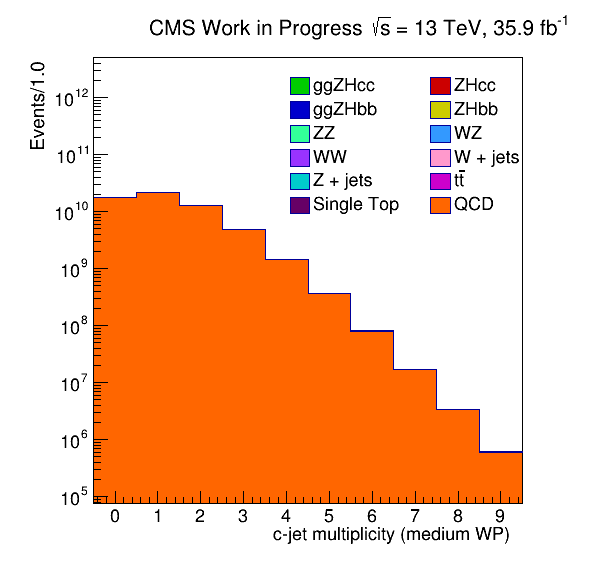 CMS Work in Progress √s = 13 TeV, 35.9 fb⁻¹
Events/1.0
10¹²
10¹¹
10¹⁰
10⁹
10⁸
10⁷
10⁶
10⁵
ggZHcc ZHcc
ggZHbb ZHbb
ZZ WZ
WW W + jets
Z + jets tt̄
Single Top QCD
0 1 2 3 4 5 6 7 8 9
c-jet multiplicity (medium WP)